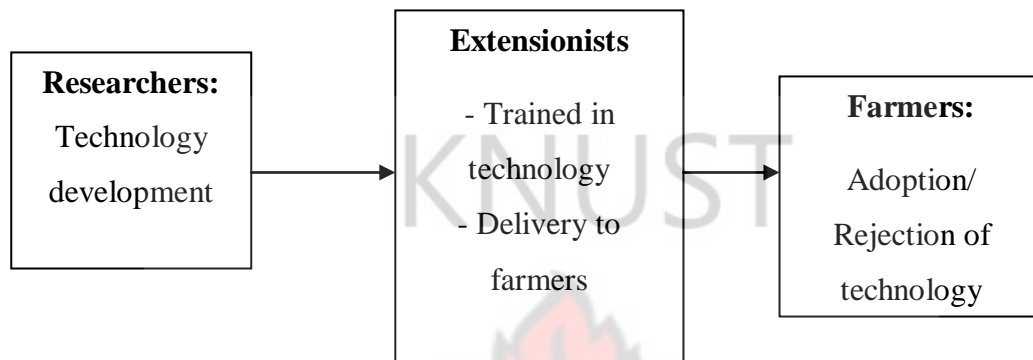 Researchers:
Technology
development
Extensionists
- Trained in
technology
- Delivery to
farmers
Farmers:
Adoption/
Rejection of
technology
KNUST